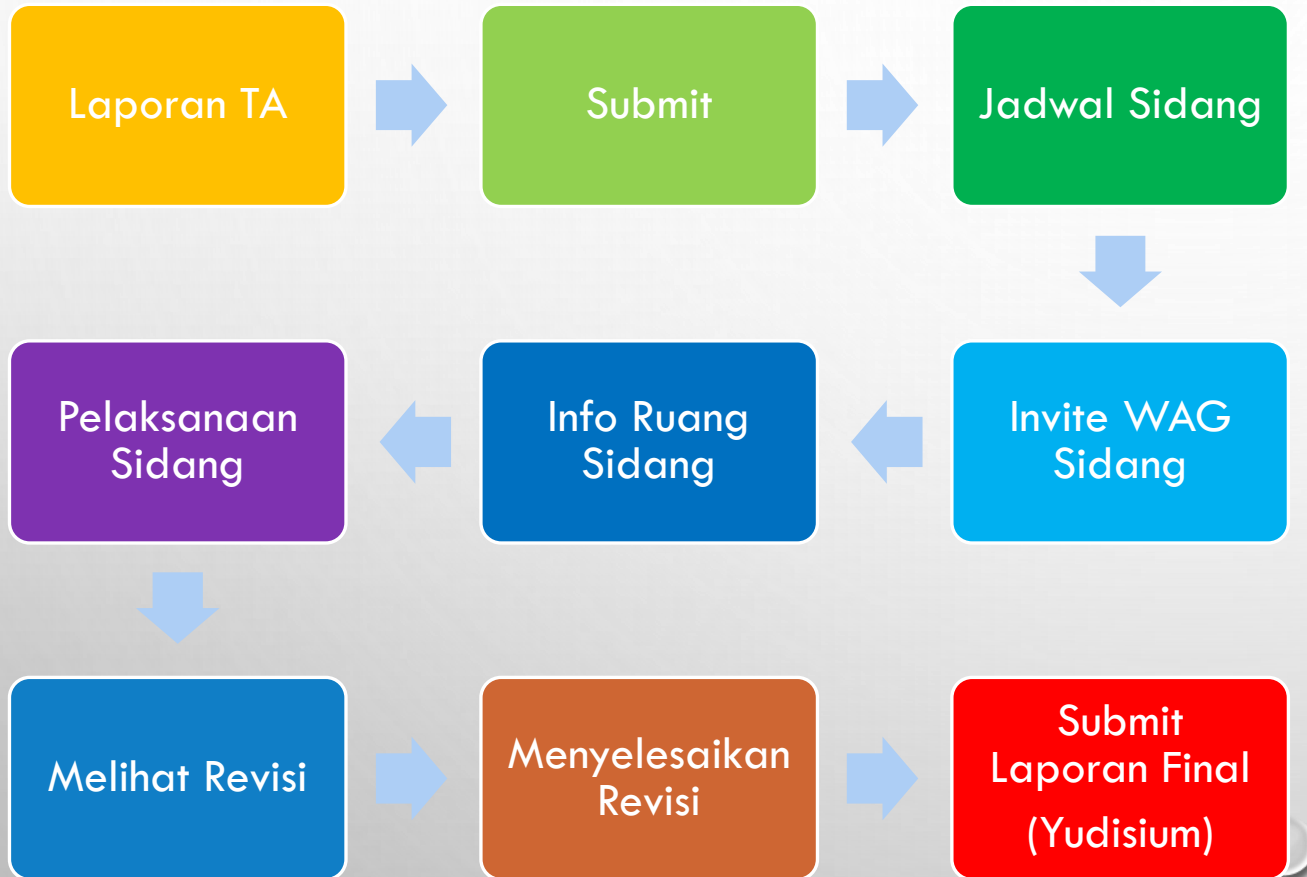 Laporan TA
Submit
Jadwal Sidang
Invite WAG
Sidang
Info Ruang
Sidang
Pelaksanaan
Sidang
Melihat Revisi
Menyelesaikan
Revisi
Submit
Laporan Final
(Yudisium)